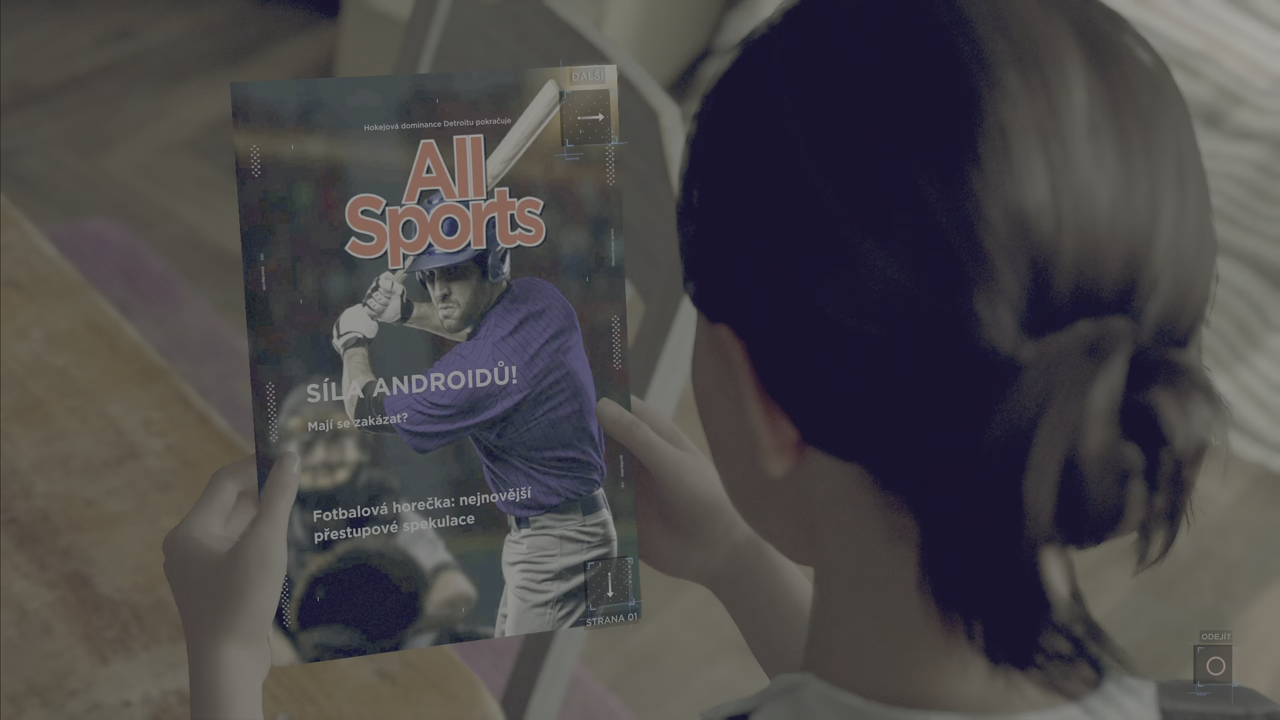 DALŠÍ
Hokejová dominance Detroitu pokračuje
All
Sports
SÍLA ANDROIDŮ!
Mají se zakázat?
Fotbalová horečka: nejnovější
přestupové spekulace
STRANA 01
ODEJÍT